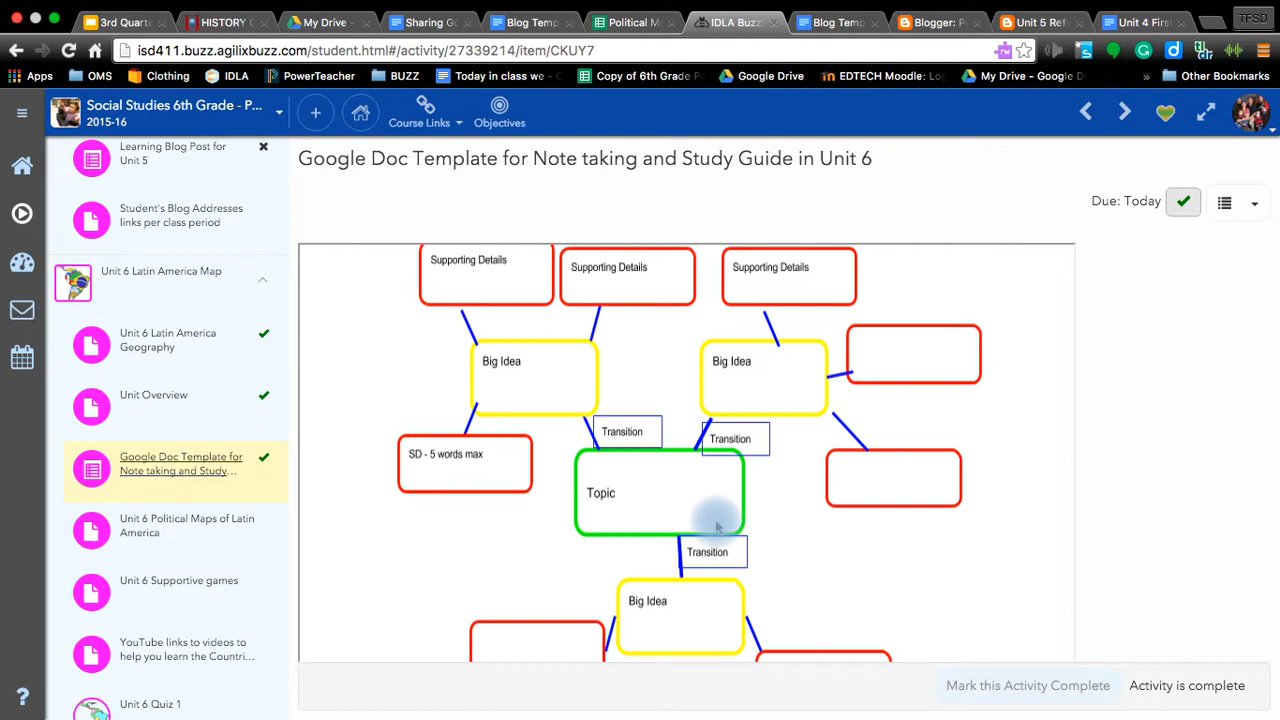 3rd Quarte
HISTORY C
My Drive -
Sharing Go
Blog Temp
Political M
IDLA Buzz
Blog Temp
Blogger: P
Unit 5 Refl
Unit 4 First
TFSD
isd411.buzz.agilixbuzz.com/student.html#/activity/27339214/item/CKUY7
Apps
OMS
Clothing
IDLA
PowerTeacher
BUZZ
Today in class we -
Copy of 6th Grade P
Google Drive
EDTECH Moodle: Lo
My Drive - Google D
»
Other Bookmarks
Social Studies 6th Grade - P...
2015-16
Course Links
Objectives
Learning Blog Post for
Unit 5
Student's Blog Addresses
links per class period
Unit 6 Latin America Map
Unit 6 Latin America
Geography
Unit Overview
Google Doc Template for
Note taking and Study...
Unit 6 Political Maps of Latin
America
Unit 6 Supportive games
YouTube links to videos to
help you learn the Countri...
Unit 6 Quiz 1
?
Google Doc Template for Note taking and Study Guide in Unit 6
Due: Today
Supporting Details
Supporting Details
Supporting Details
Big Idea
Big Idea
Transition
Transition
SD - 5 words max
Topic
Transition
Big Idea
Mark this Activity Complete
Activity is complete